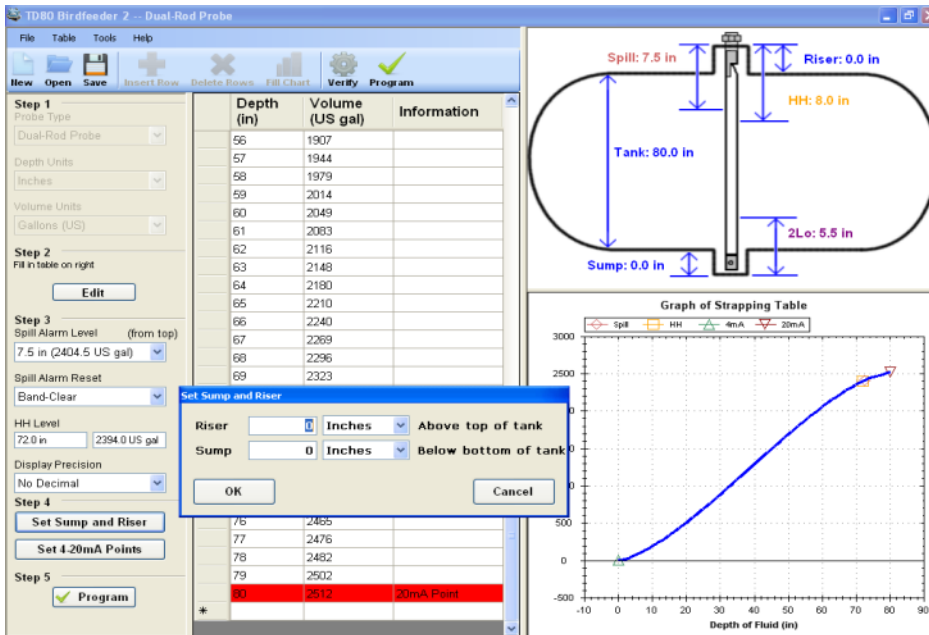 TD80 Birdfeeder 2 -- Dual-Rod Probe
File Table Tools Help
New Open Save Insert Row Delete Rows Fill Chart Verify Program
Step 1
Probe Type
Dual-Rod Probe
Depth Units
Inches
Volume Units
Gallons (US)
Step 2
Fill in table on right
Edit
Step 3
Spill Alarm Level (from top)
7.5 in (2404.5 US gal)
Spill Alarm Reset
Band-Clear
HH Level
72.0 in 2394.0 US gal
Display Precision
No Decimal
Step 4
Set Sump and Riser
Set 4-20mA Points
Step 5
Program
Depth (in) Volume (US gal) Information
56 1907
57 1944
58 1979
59 2014
60 2049
61 2083
62 2116
63 2148
64 2180
65 2210
66 2240
67 2269
68 2296
69 2323
Set Sump and Riser
Riser 0 Inches Above top of tank
Sump 0 Inches Below bottom of tank
OK Cancel
76 2465
77 2476
78 2482
79 2502
80 2512 20mA Point
*
Spill: 7.5 in
Riser: 0.0 in
HH: 8.0 in
Tank: 80.0 in
2Lo: 5.5 in
Sump: 0.0 in
Graph of Strapping Table
Spill HH 4mA 20mA
3000
2500
500
0
-500
-10 0 10 20 30 40 50 60 70 80 90
Depth of Fluid (in)